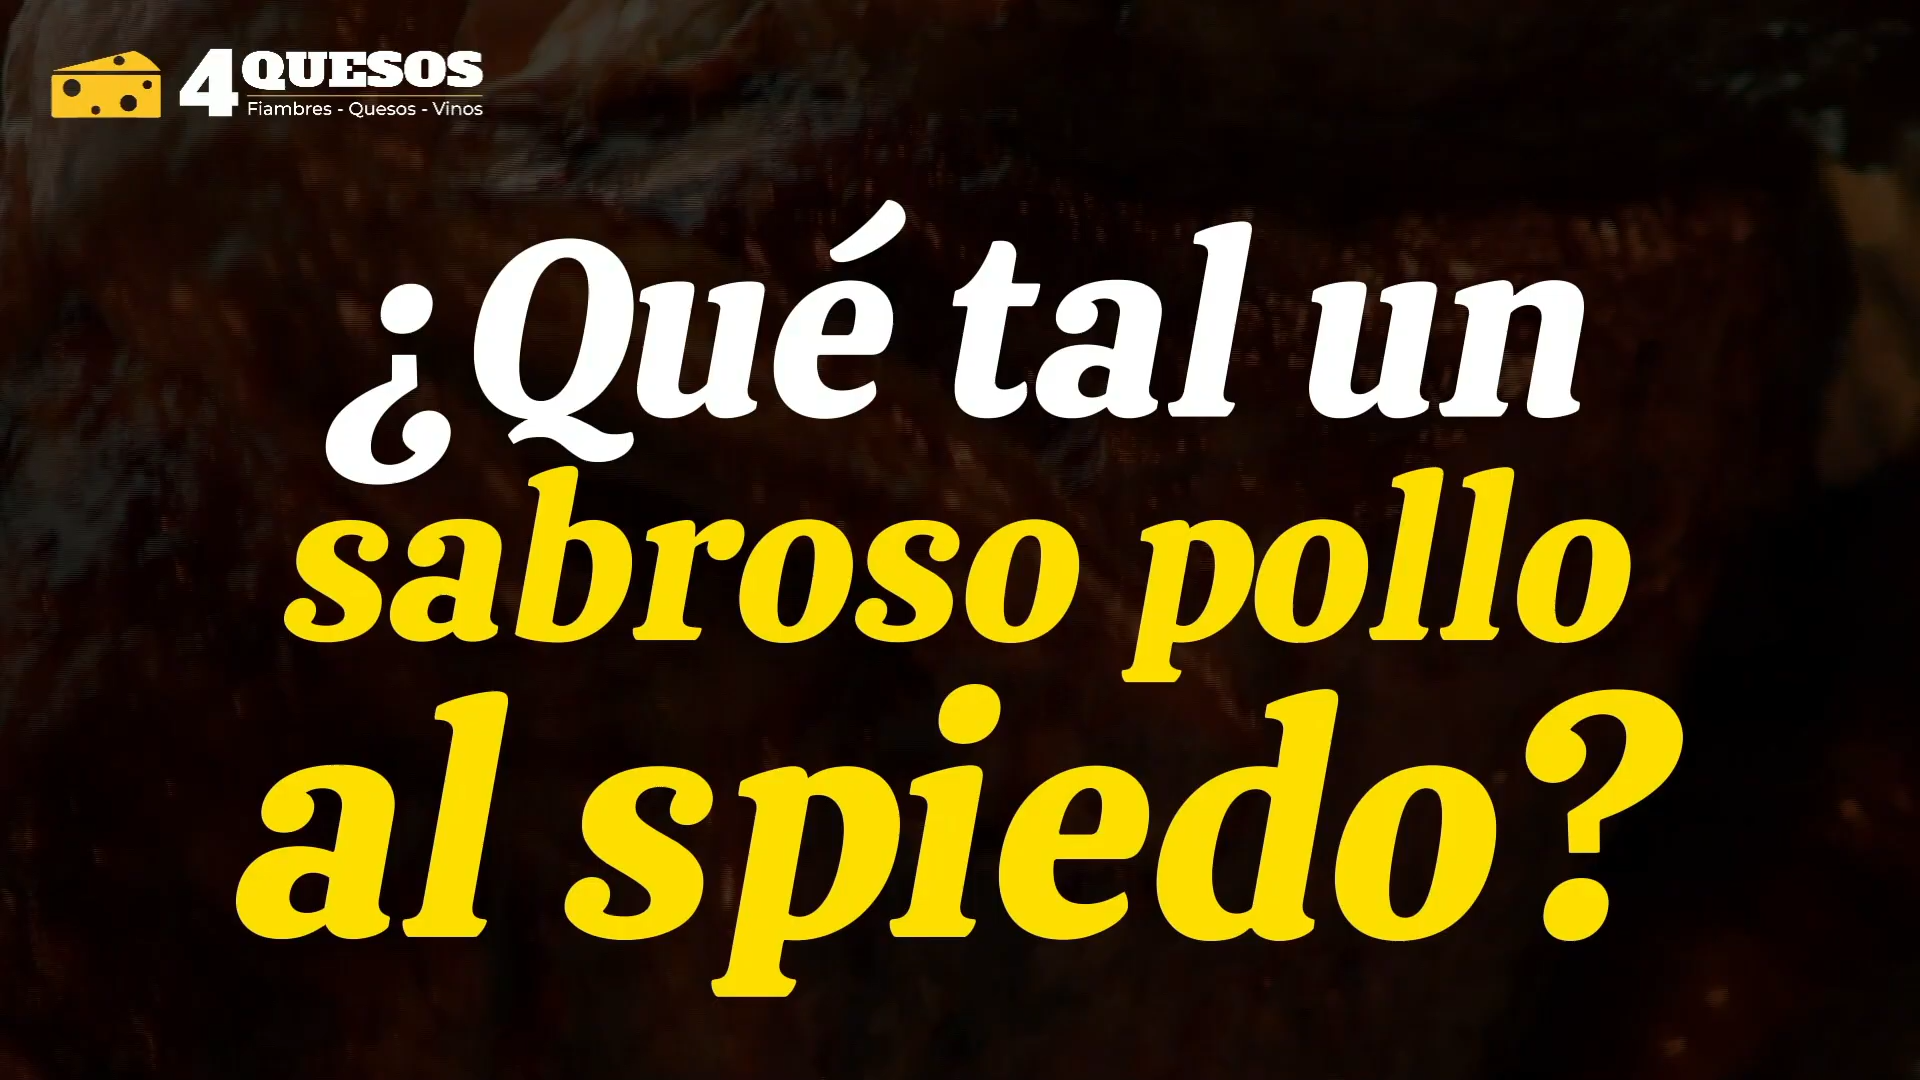 4 QUESOS
Fiambres - Quesos - Vinos
¿Qué tal un
sabroso pollo
al spiedo?